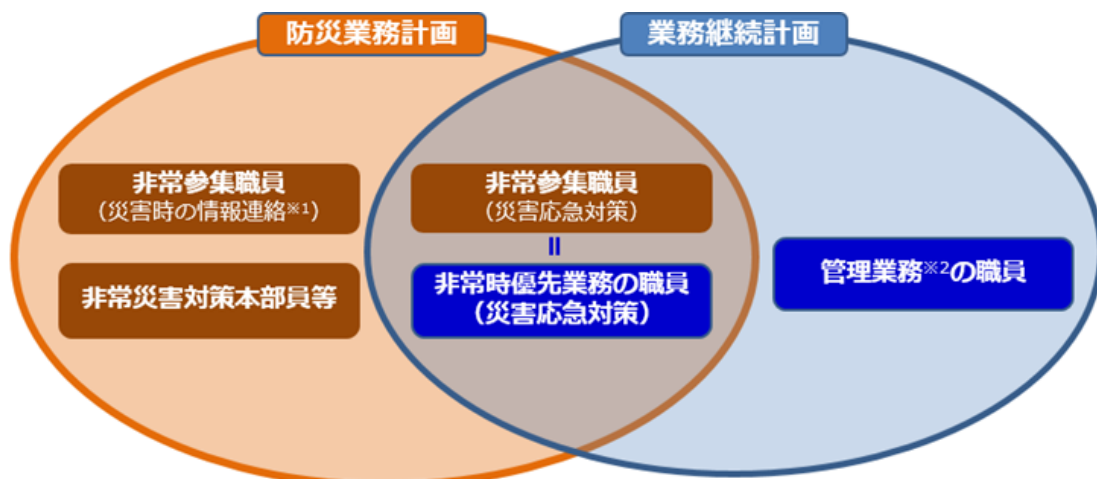 防災業務計画
業務継続計画
非常参集職員
（災害時の情報連絡※1）
非常災害対策本部員等
非常参集職員
（災害応急対策）
＝
非常時優先業務の職員
（災害応急対策）
管理業務※2の職員